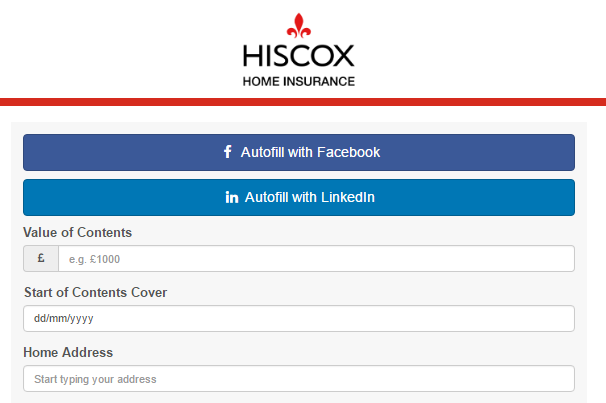 HISCOX
HOME INSURANCE
f Autofill with Facebook
in Autofill with LinkedIn
Value of Contents
£ e.g. £1000
Start of Contents Cover
dd/mm/yyyy
Home Address
Start typing your address